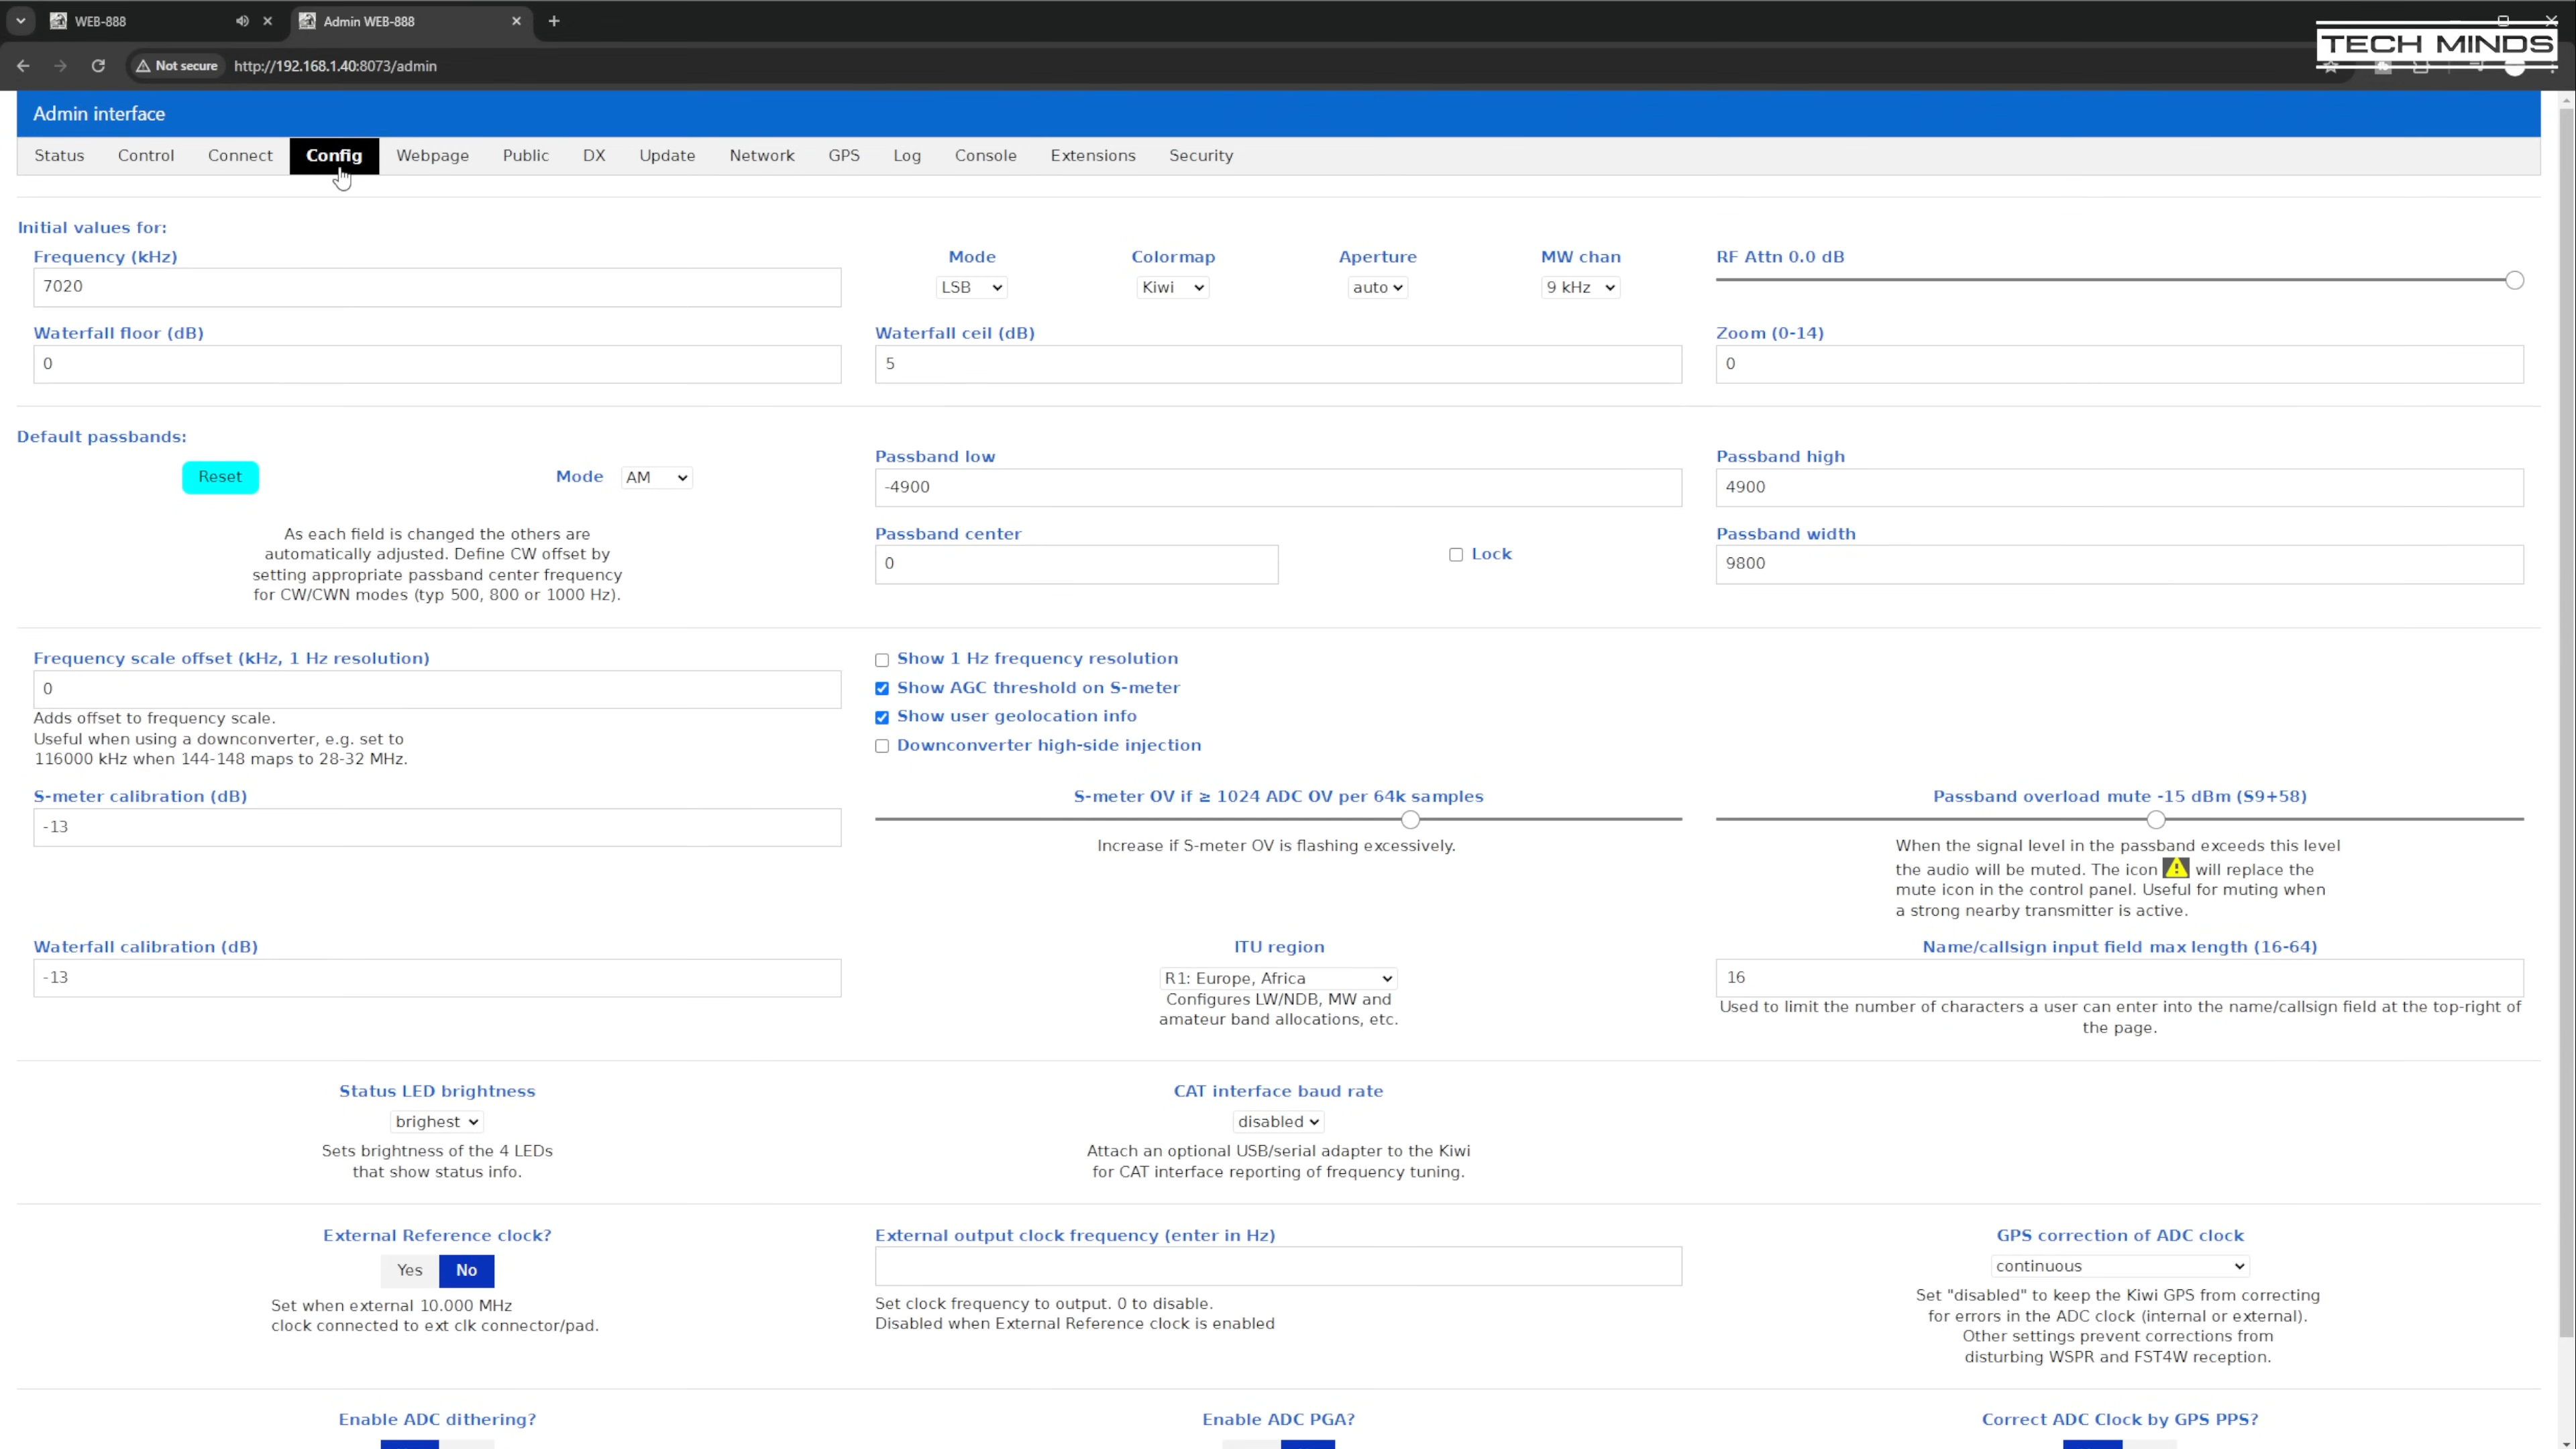 WEB-888
Admin WEB-888
TECH MINDS
Not secure http://192.168.1.40:8073/admin
Admin interface
Status Control Connect Config Webpage Public DX Update Network GPS Log Console Extensions Security
Initial values for:
Frequency (kHz) Mode Colormap Aperture MW chan RF Attn 0.0 dB
7020 LSB Kiwi auto 9 kHz
Waterfall floor (dB) Waterfall ceil (dB) Zoom (0-14)
0 5 0
Default passbands:
Passband low Passband high
Reset Mode AM -4900 4900
As each field is changed the others are
automatically adjusted. Define CW offset by
setting appropriate passband center frequency
for CW/CWN modes (typ 500, 800 or 1000 Hz).
Passband center Lock Passband width
0 9800
Frequency scale offset (kHz, 1 Hz resolution)
0
Adds offset to frequency scale.
Useful when using a downconverter, e.g. set to
116000 kHz when 144-148 maps to 28-32 MHz.
Show 1 Hz frequency resolution
Show AGC threshold on S-meter
Show user geolocation info
Downconverter high-side injection
S-meter calibration (dB)
-13
S-meter OV if ≥ 1024 ADC OV per 64k samples
Increase if S-meter OV is flashing excessively.
Passband overload mute -15 dBm (S9+58)
When the signal level in the passband exceeds this level
the audio will be muted. The icon will replace the
mute icon in the control panel. Useful for muting when
a strong nearby transmitter is active.
Waterfall calibration (dB)
-13
ITU region
R1: Europe, Africa
Configures LW/NDB, MW and
amateur band allocations, etc.
Name/callsign input field max length (16-64)
16
Used to limit the number of characters a user can enter into the name/callsign field at the top-right of
the page.
Status LED brightness
brighest
Sets brightness of the 4 LEDs
that show status info.
CAT interface baud rate
disabled
Attach an optional USB/serial adapter to the Kiwi
for CAT interface reporting of frequency tuning.
External Reference clock?
Yes No
Set when external 10.000 MHz
clock connected to ext clk connector/pad.
External output clock frequency (enter in Hz)
Set clock frequency to output. 0 to disable.
Disabled when External Reference clock is enabled
GPS correction of ADC clock
continuous
Set "disabled" to keep the Kiwi GPS from correcting
for errors in the ADC clock (internal or external).
Other settings prevent corrections from
disturbing WSPR and FST4W reception.
Enable ADC dithering? Enable ADC PGA? Correct ADC Clock by GPS PPS?